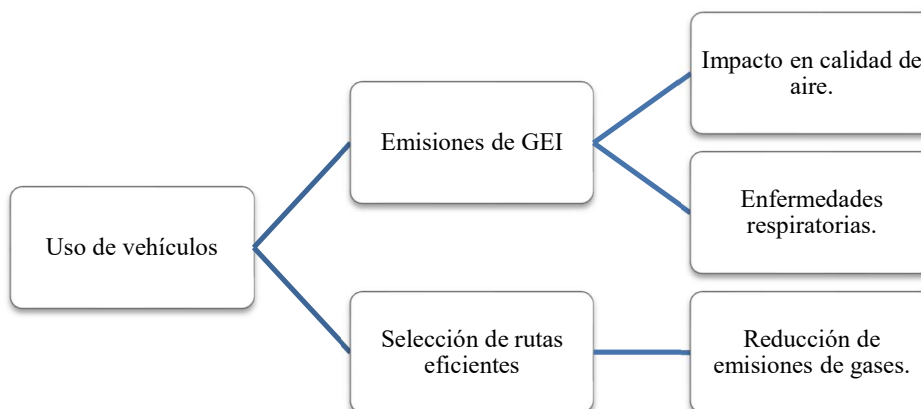 Uso de vehículos
Emisiones de GEI
Impacto en calidad de
aire.
Enfermedades
respiratorias.
Selección de rutas
eficientes
Reducción de
emisiones de gases.